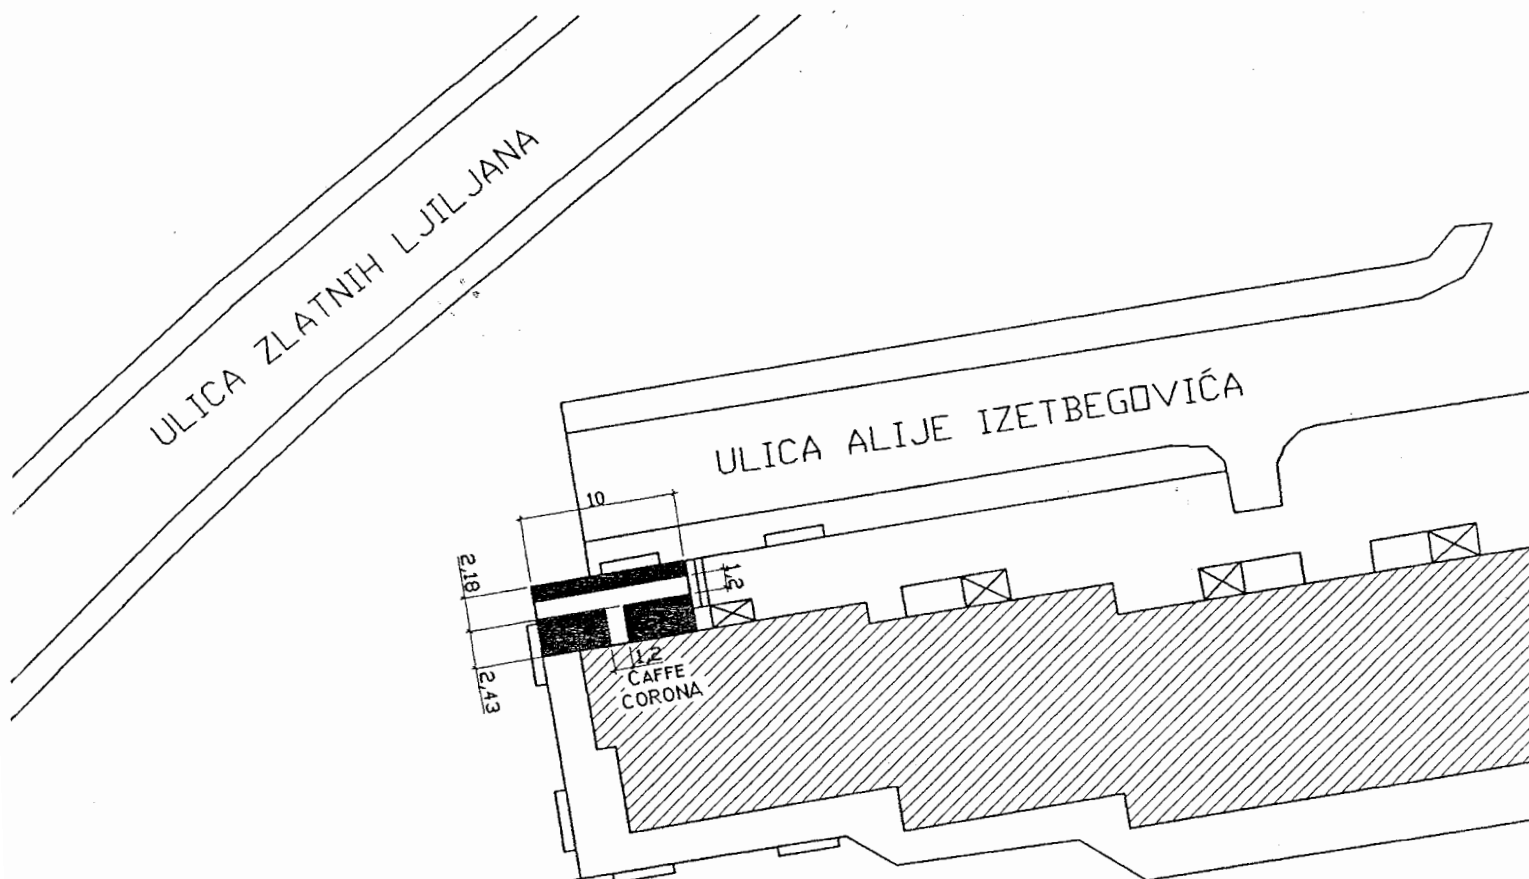 ULICA ZLATNIH LJILJANA
ULICA ALIJE IZETBEGOVIĆA
10
2,18
1,2
2,43
1,2
CAFFE
CORONA